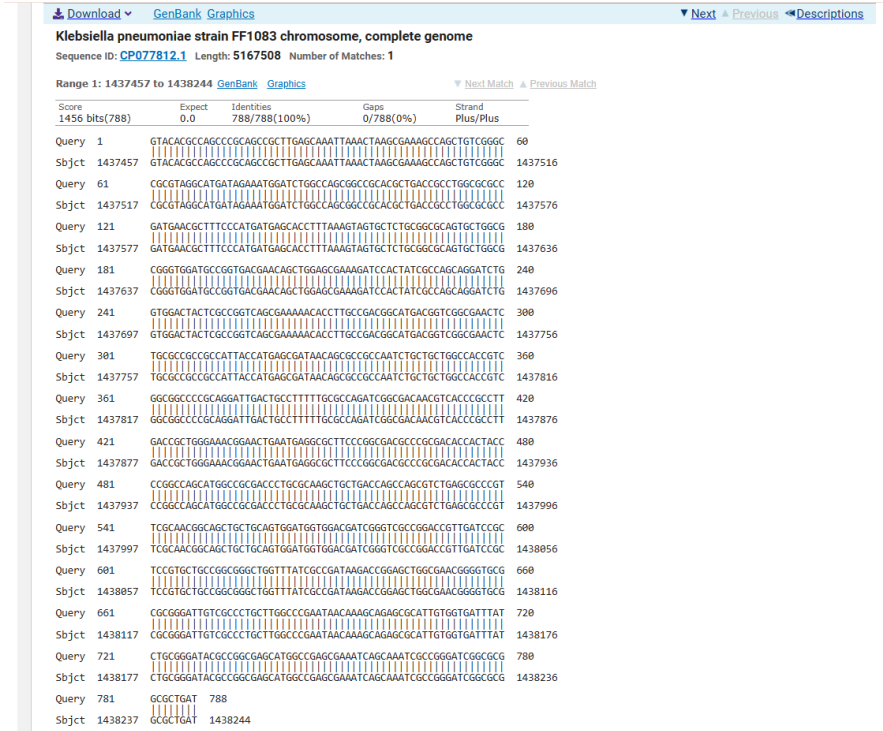 Download GenBank Graphics Next Previous Descriptions
Klebsiella pneumoniae strain FF1083 chromosome, complete genome
Sequence ID: CP077812.1 Length: 5167508 Number of Matches: 1
Range 1: 1437457 to 1438244 GenBank Graphics Next Match Previous Match
Score Expect Identities Gaps Strand
1456 bits(788) 0.0 788/788(100%) 0/788(0%) Plus/Plus
Query 1 GTACACGCCAGCCCGCAGCCGCTTGAGCAAATTAAACTAAGCGAAAGCCAGCTGTCGGGC 60
Sbjct 1437457 GTACACGCCAGCCCGCAGCCGCTTGAGCAAATTAAACTAAGCGAAAGCCAGCTGTCGGGC 1437516
Query 61 CGCGTAGGCATGATAGAAATGGATCTGGCCAGCGGCCGCACGCTGACCGCCTGGCGCGCC 120
Sbjct 1437517 CGCGTAGGCATGATAGAAATGGATCTGGCCAGCGGCCGCACGCTGACCGCCTGGCGCGCC 1437576
Query 121 GATGAACGCTTTCCCATGATGAGCACCTTTAAAGTAGTGCTCTGCGGCGCAGTGCTGGCG 180
Sbjct 1437577 GATGAACGCTTTCCCATGATGAGCACCTTTAAAGTAGTGCTCTGCGGCGCAGTGCTGGCG 1437636
Query 181 CGGGTGGATGCCGGTGACGAACAGCTGGAGCGAAAGATCCACTATCGCCAGCAGGATCTG 240
Sbjct 1437637 CGGGTGGATGCCGGTGACGAACAGCTGGAGCGAAAGATCCACTATCGCCAGCAGGATCTG 1437696
Query 241 GTGGACTACTCGCCGGTCAGCGAAAAACACCTTGCCGACGGCATGACGGTCGGCGAACTC 300
Sbjct 1437697 GTGGACTACTCGCCGGTCAGCGAAAAACACCTTGCCGACGGCATGACGGTCGGCGAACTC 1437756
Query 301 TGCGCCGCCGCCATTACCATGAGCGATAACAGCGCCGCCAATCTGCTGCTGGCCACCGTC 360
Sbjct 1437757 TGCGCCGCCGCCATTACCATGAGCGATAACAGCGCCGCCAATCTGCTGCTGGCCACCGTC 1437816
Query 361 GGCGGCCCCGCAGGATTGACTGCCTTTTTGCGCCAGATCGGCGACAACGTCACCCGCCTT 420
Sbjct 1437817 GGCGGCCCCGCAGGATTGACTGCCTTTTTGCGCCAGATCGGCGACAACGTCACCCGCCTT 1437876
Query 421 GACCGCTGGGAAACGGAACTGAATGAGGCGCTTCCCGGCGACGCCCGCGACACCACTACC 480
Sbjct 1437877 GACCGCTGGGAAACGGAACTGAATGAGGCGCTTCCCGGCGACGCCCGCGACACCACTACC 1437936
Query 481 CCGGCCAGCATGGCCGCGACCCTGCGCAAGCTGCTGACCAGCCAGCGTCTGAGCGCCCGT 540
Sbjct 1437937 CCGGCCAGCATGGCCGCGACCCTGCGCAAGCTGCTGACCAGCCAGCGTCTGAGCGCCCGT 1437996
Query 541 TCGCAACGGCAGCTGCTGCAGTGGATGGTGGACGATCGGGTCGCCGGACCGTTGATCCGC 600
Sbjct 1437997 TCGCAACGGCAGCTGCTGCAGTGGATGGTGGACGATCGGGTCGCCGGACCGTTGATCCGC 1438056
Query 601 TCCGTGCTGCCGGCGGGCTGGTTTATCGCCGATAAGACCGGAGCTGGCGAACGGGGTGCG 660
Sbjct 1438057 TCCGTGCTGCCGGCGGGCTGGTTTATCGCCGATAAGACCGGAGCTGGCGAACGGGGTGCG 1438116
Query 661 CGCGGGATTGTCGCCCTGCTTGGCCCGAATAACAAAGCAGAGCGCATTGTGGTGATTTAT 720
Sbjct 1438117 CGCGGGATTGTCGCCCTGCTTGGCCCGAATAACAAAGCAGAGCGCATTGTGGTGATTTAT 1438176
Query 721 CTGCGGGATACGCCGGCGAGCATGGCCGAGCGAAATCAGCAAATCGCCGGGATCGGCGCG 780
Sbjct 1438177 CTGCGGGATACGCCGGCGAGCATGGCCGAGCGAAATCAGCAAATCGCCGGGATCGGCGCG 1438236
Query 781 GCGCTGAT 788
Sbjct 1438237 GCGCTGAT 1438244